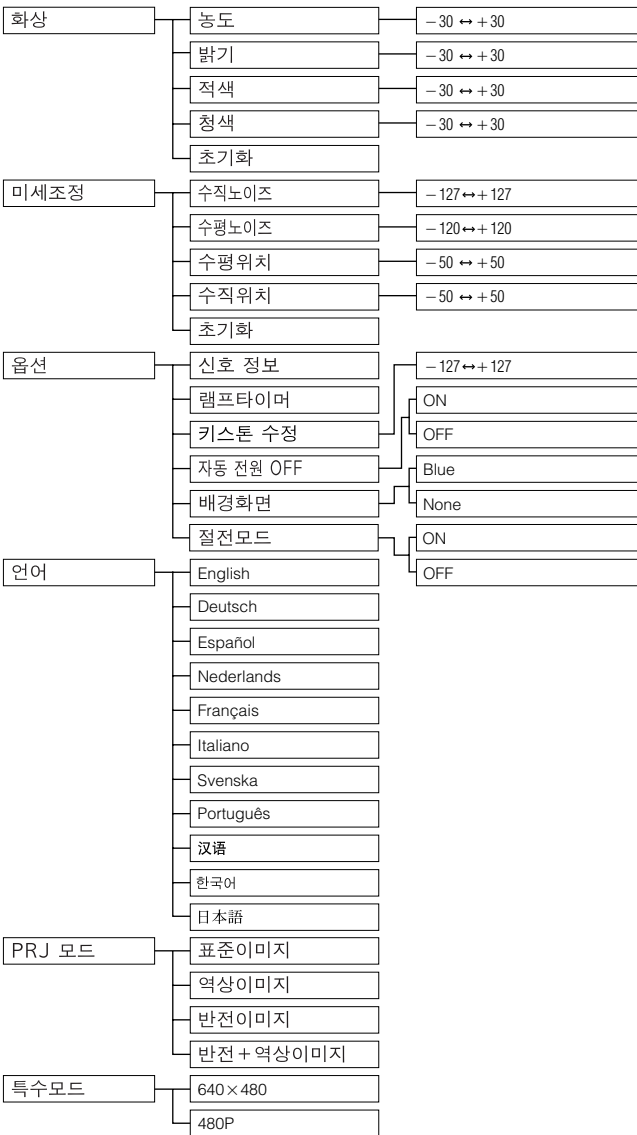 화상
농도
−30 ↔ +30
밝기
−30 ↔ +30
적색
−30 ↔ +30
청색
−30 ↔ +30
초기화
미세조정
수직노이즈
−127↔+127
수평노이즈
−120↔+120
수평위치
−50 ↔ +50
수직위치
−50 ↔ +50
초기화
옵션
신호 정보
−127↔+127
램프타이머
ON
키스톤 수정
OFF
자동 전원 OFF
Blue
배경화면
None
절전모드
ON
OFF
언어
English
Deutsch
Español
Nederlands
Français
Italiano
Svenska
Português
汉语
한국어
日本語
PRJ 모드
표준이미지
역상이미지
반전이미지
반전+역상이미지
특수모드
640×480
480P